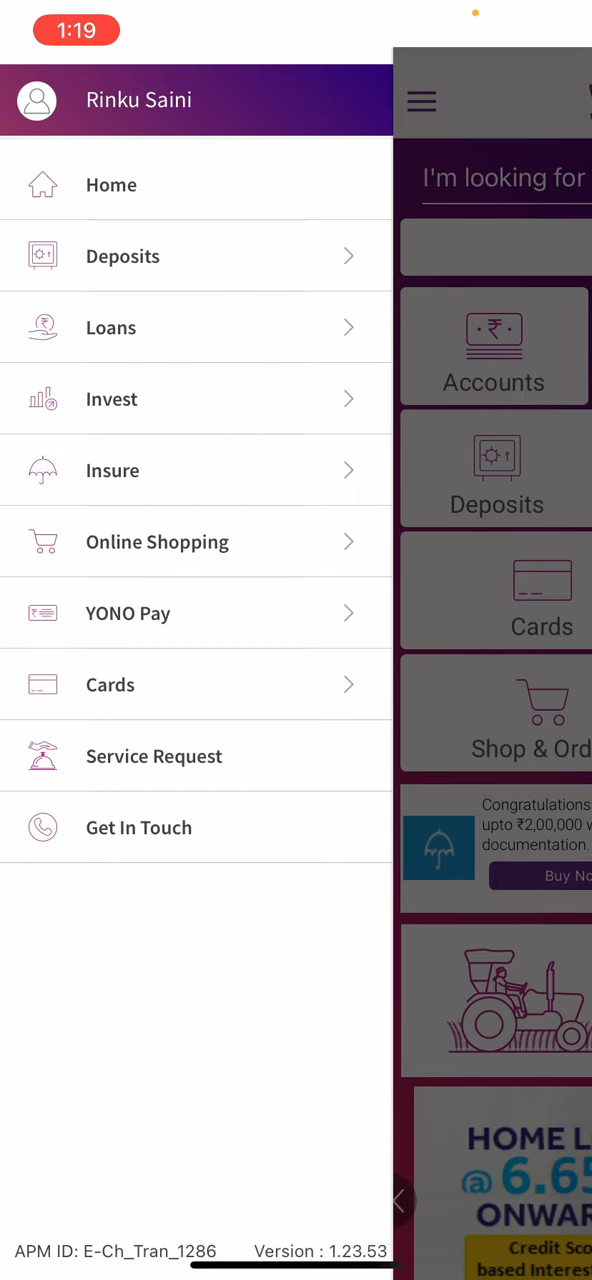 1:19
Rinku Saini
Home
Deposits
Loans
Invest
Insure
Online Shopping
YONO Pay
Cards
Service Request
Get In Touch
APM ID: E-Ch_Tran_1286
Version : 1.23.53
I'm looking for
Accounts
Deposits
Cards
Shop & Ord
Congratulations
upto ₹2,00,000 w
documentation.
Buy No
HOME L
@ 6.65
ONWAR
Credit Sco
based Interes